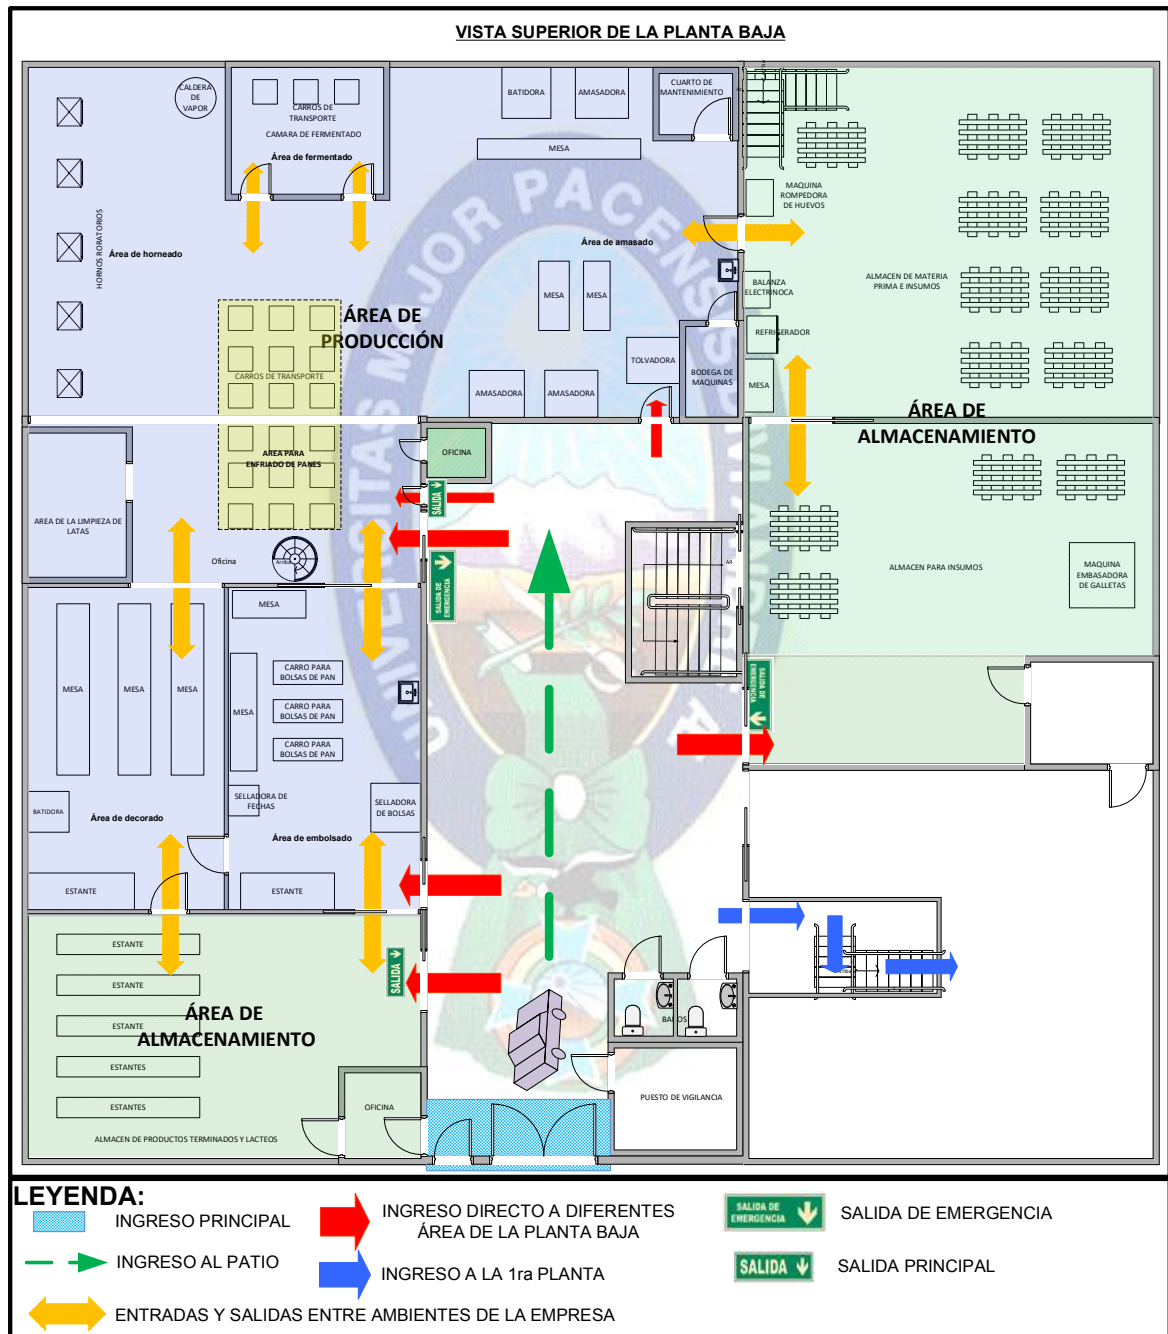 VISTA SUPERIOR DE LA PLANTA BAJA
CALDERA
DE
VAPOR
CARROS DE
TRANSPORTE
CAMARA DE FERMENTADO
Área de fermentado
BATIDORA
AMASADORA
CUARTO DE
MANTENIMIENTO
MESA
MAQUINA
ROMPEDORA
DE HUEVOS
HORNOS RORATORIOS
Área de horneado
Área de amasado
MESA
MESA
BALANZA
ELECTRINOCA
ALMACEN DE MATERIA
PRIMA E INSUMOS
ÁREA DE
PRODUCCIÓN
REFRIGERADOR
TOLVADORA
BODEGA DE
MAQUINAS
MESA
CARROS DE TRANSPORTE
AMASADORA
AMASADORA
ÁREA DE
ALMACENAMIENTO
OFICINA
AREA PARA
ENFRIADO DE PANES
SALIDA
AREA DE LA LIMPIEZA DE
LATAS
Oficina
Arriba
SALIDA DE
EMERGENCIA
AR
ALMACEN PARA INSUMOS
MAQUINA
EMBASADORA
DE GALLETAS
MESA
MESA
MESA
MESA
MESA
CARRO PARA
BOLSAS DE PAN
CARRO PARA
BOLSAS DE PAN
CARRO PARA
BOLSAS DE PAN
SALIDA DE
EMERGENCIA
BATIDORA
Área de decorado
SELLADORA DE
FECHAS
SELLADORA
DE BOLSAS
Área de embolsado
ESTANTE
ESTANTE
ESTANTE
ESTANTE
ESTANTE
ESTANTES
ESTANTES
SALIDA
ÁREA DE
ALMACENAMIENTO
BAÑOS
PUESTO DE VIGILANCIA
OFICINA
ALMACEN DE PRODUCTOS TERMINADOS Y LACTEOS
UNIVERSITAS MAJOR PACENSIS DIVI ANDREAE
LEYENDA:
INGRESO PRINCIPAL
INGRESO DIRECTO A DIFERENTES
ÁREA DE LA PLANTA BAJA
SALIDA DE
EMERGENCIA
SALIDA DE EMERGENCIA
INGRESO AL PATIO
INGRESO A LA 1ra PLANTA
SALIDA
SALIDA PRINCIPAL
ENTRADAS Y SALIDAS ENTRE AMBIENTES DE LA EMPRESA